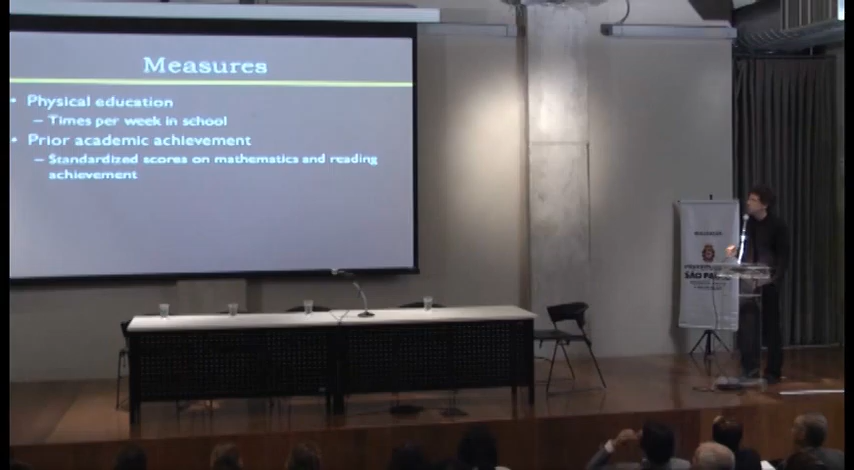 Measures
• Physical education
– Times per week in school
• Prior academic achievement
– Standardized scores on mathematics and reading
achievement
SÃO PAULO